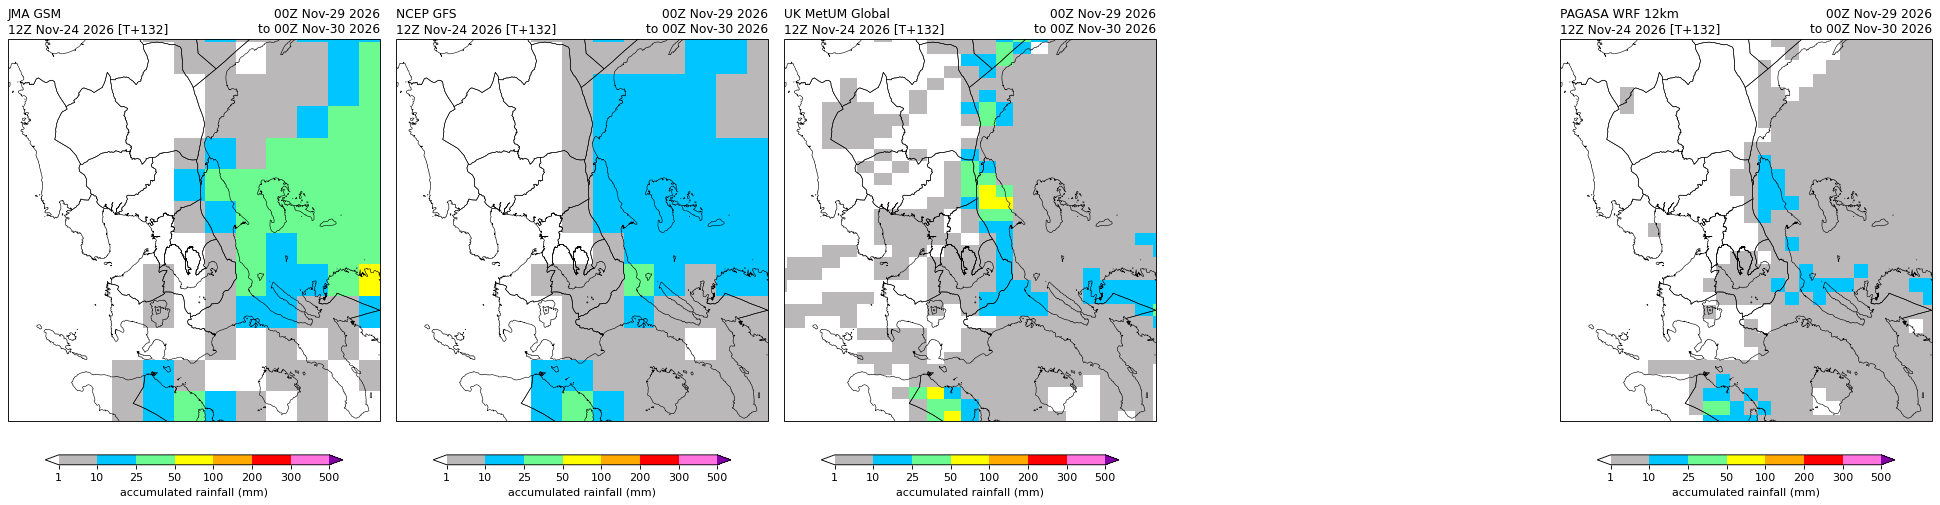 JMA GSM 00Z Nov-29 2026
12Z Nov-24 2026 [T+132] to 00Z Nov-30 2026
1 10 25 50 100 200 300 500
accumulated rainfall (mm)
NCEP GFS 00Z Nov-29 2026
12Z Nov-24 2026 [T+132] to 00Z Nov-30 2026
1 10 25 50 100 200 300 500
accumulated rainfall (mm)
UK MetUM Global 00Z Nov-29 2026
12Z Nov-24 2026 [T+132] to 00Z Nov-30 2026
1 10 25 50 100 200 300 500
accumulated rainfall (mm)
PAGASA WRF 12km 00Z Nov-29 2026
12Z Nov-24 2026 [T+132] to 00Z Nov-30 2026
1 10 25 50 100 200 300 500
accumulated rainfall (mm)